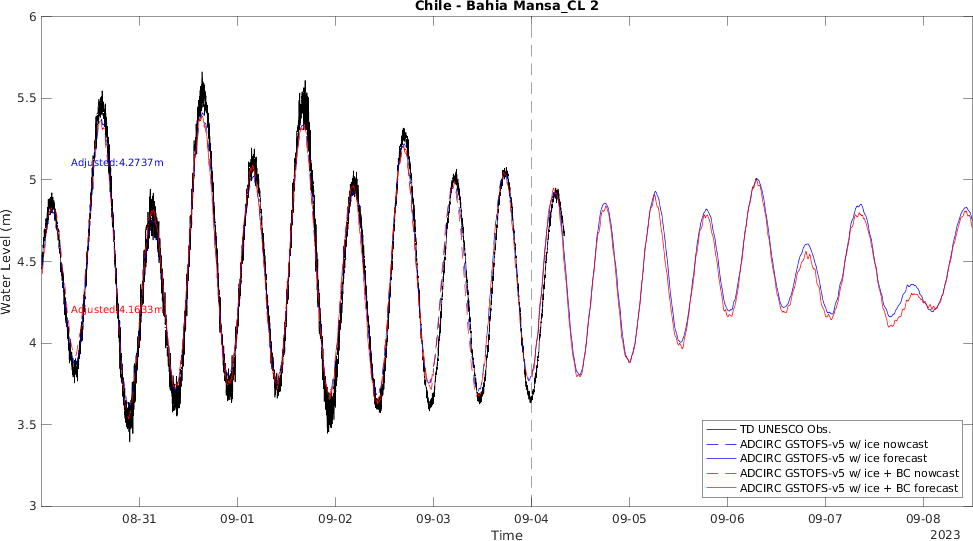 Chile - Bahia Mansa_CL 2
6
5.5
5
4.5
4
3.5
3
Water Level (m)
Adjusted:4.2737m
Adjusted:4.1633m
TD UNESCO Obs.
ADCIRC GSTOFS-v5 w/ ice nowcast
ADCIRC GSTOFS-v5 w/ ice forecast
ADCIRC GSTOFS-v5 w/ ice + BC nowcast
ADCIRC GSTOFS-v5 w/ ice + BC forecast
08-31 09-01 09-02 09-03 09-04 09-05 09-06 09-07 09-08
Time
2023